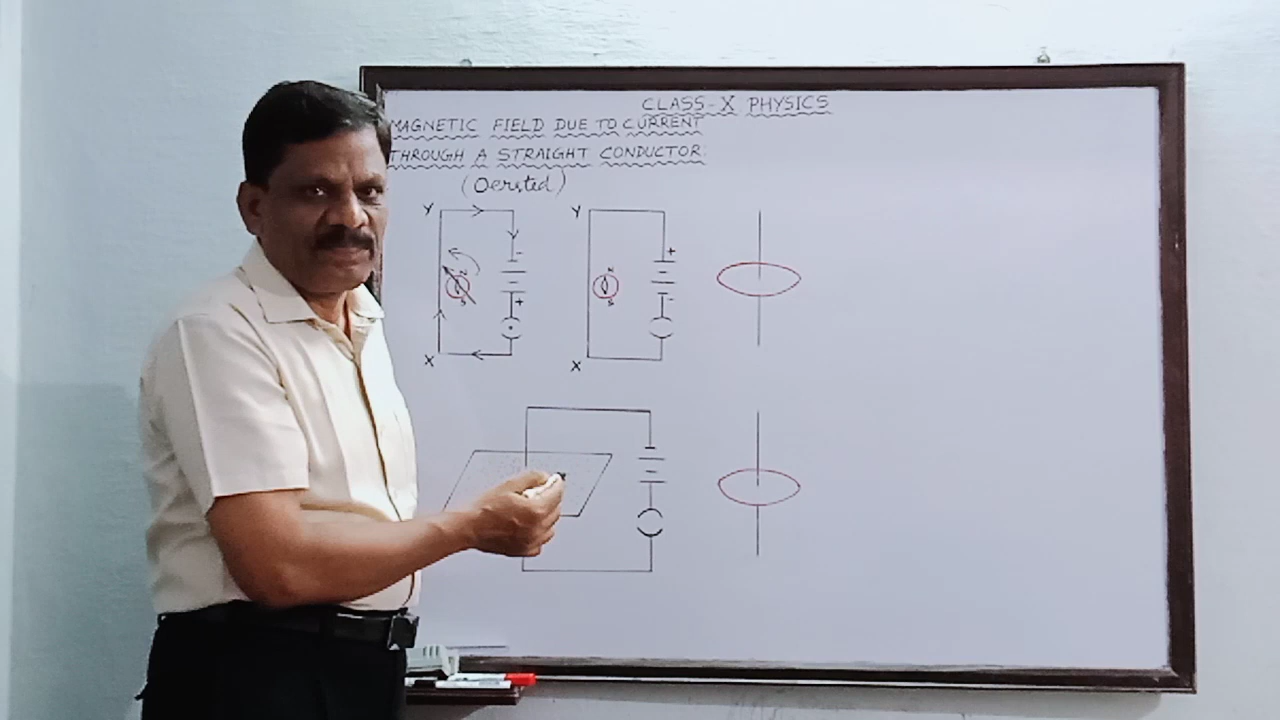 CLASS-X PHYSICS
MAGNETIC FIELD DUE TO CURRENT
THROUGH A STRAIGHT CONDUCTOR:
(Oersted)
Y
-
N
S
+
X
Y
+
N
S
-
X